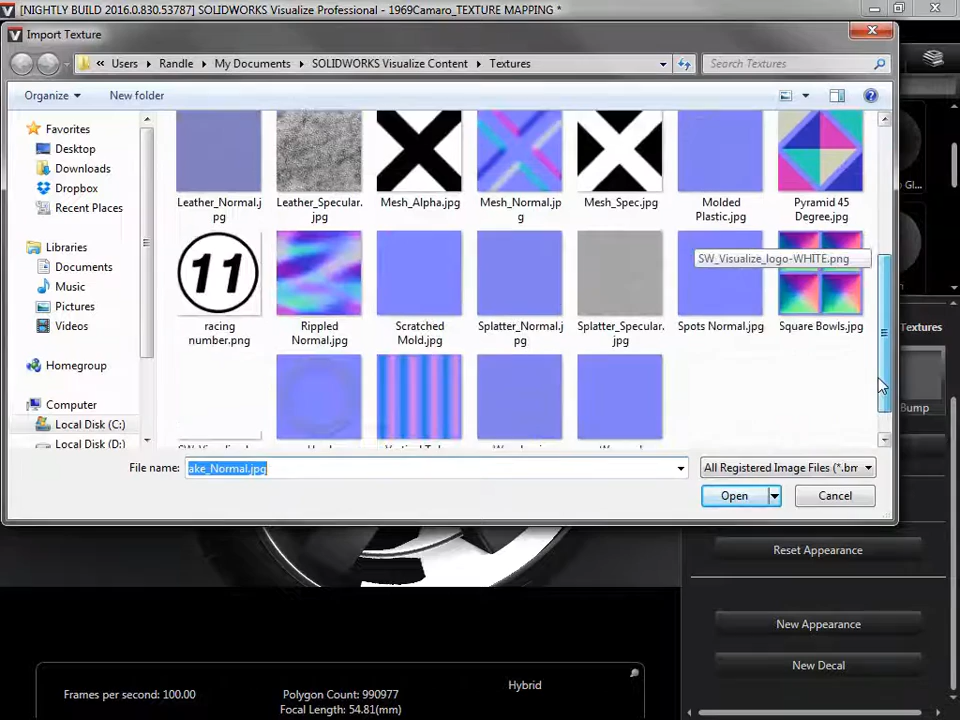 [NIGHTLY BUILD 2016.0.830.53787] SOLIDWORKS Visualize Professional - 1969Camaro_TEXTURE MAPPING *
Import Texture
« Users Randle My Documents SOLIDWORKS Visualize Content Textures
Search Textures
Organize
New folder
Favorites
Desktop
Downloads
Dropbox
Recent Places
Libraries
Documents
Music
Pictures
Videos
Homegroup
Computer
Local Disk (C:)
Local Disk (D:)
Leather_Normal.j
pg
Leather_Specular.
jpg
Mesh_Alpha.jpg
Mesh_Normal.jp
g
Mesh_Spec.jpg
Molded
Plastic.jpg
Pyramid 45
Degree.jpg
11
SW_Visualize_logo-WHITE.png
racing
number.png
Rippled
Normal.jpg
Scratched
Mold.jpg
Splatter_Normal.j
pg
Splatter_Specular.
jpg
Spots Normal.jpg
Square Bowls.jpg
File name:
ake_Normal.jpg
All Registered Image Files (*.bm
Open
Cancel
Gl...
Textures
Bump
Reset Appearance
New Appearance
New Decal
Frames per second: 100.00
Polygon Count: 990977
Focal Length: 54.81(mm)
Hybrid